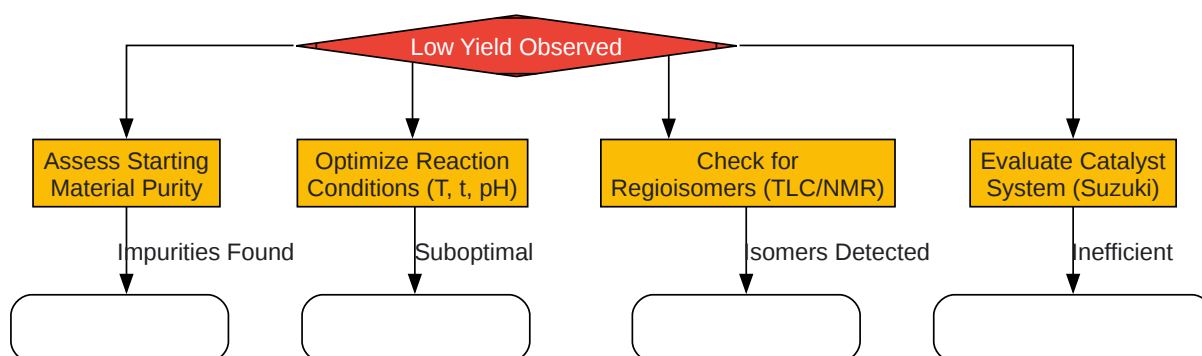 Low Yield Observed
Assess Starting
Material Purity
Optimize Reaction
Conditions (T, t, pH)
Check for
Regioisomers (TLC/NMR)
Evaluate Catalyst
System (Suzuki)
Impurities Found
Suboptimal
Isomers Detected
Inefficient